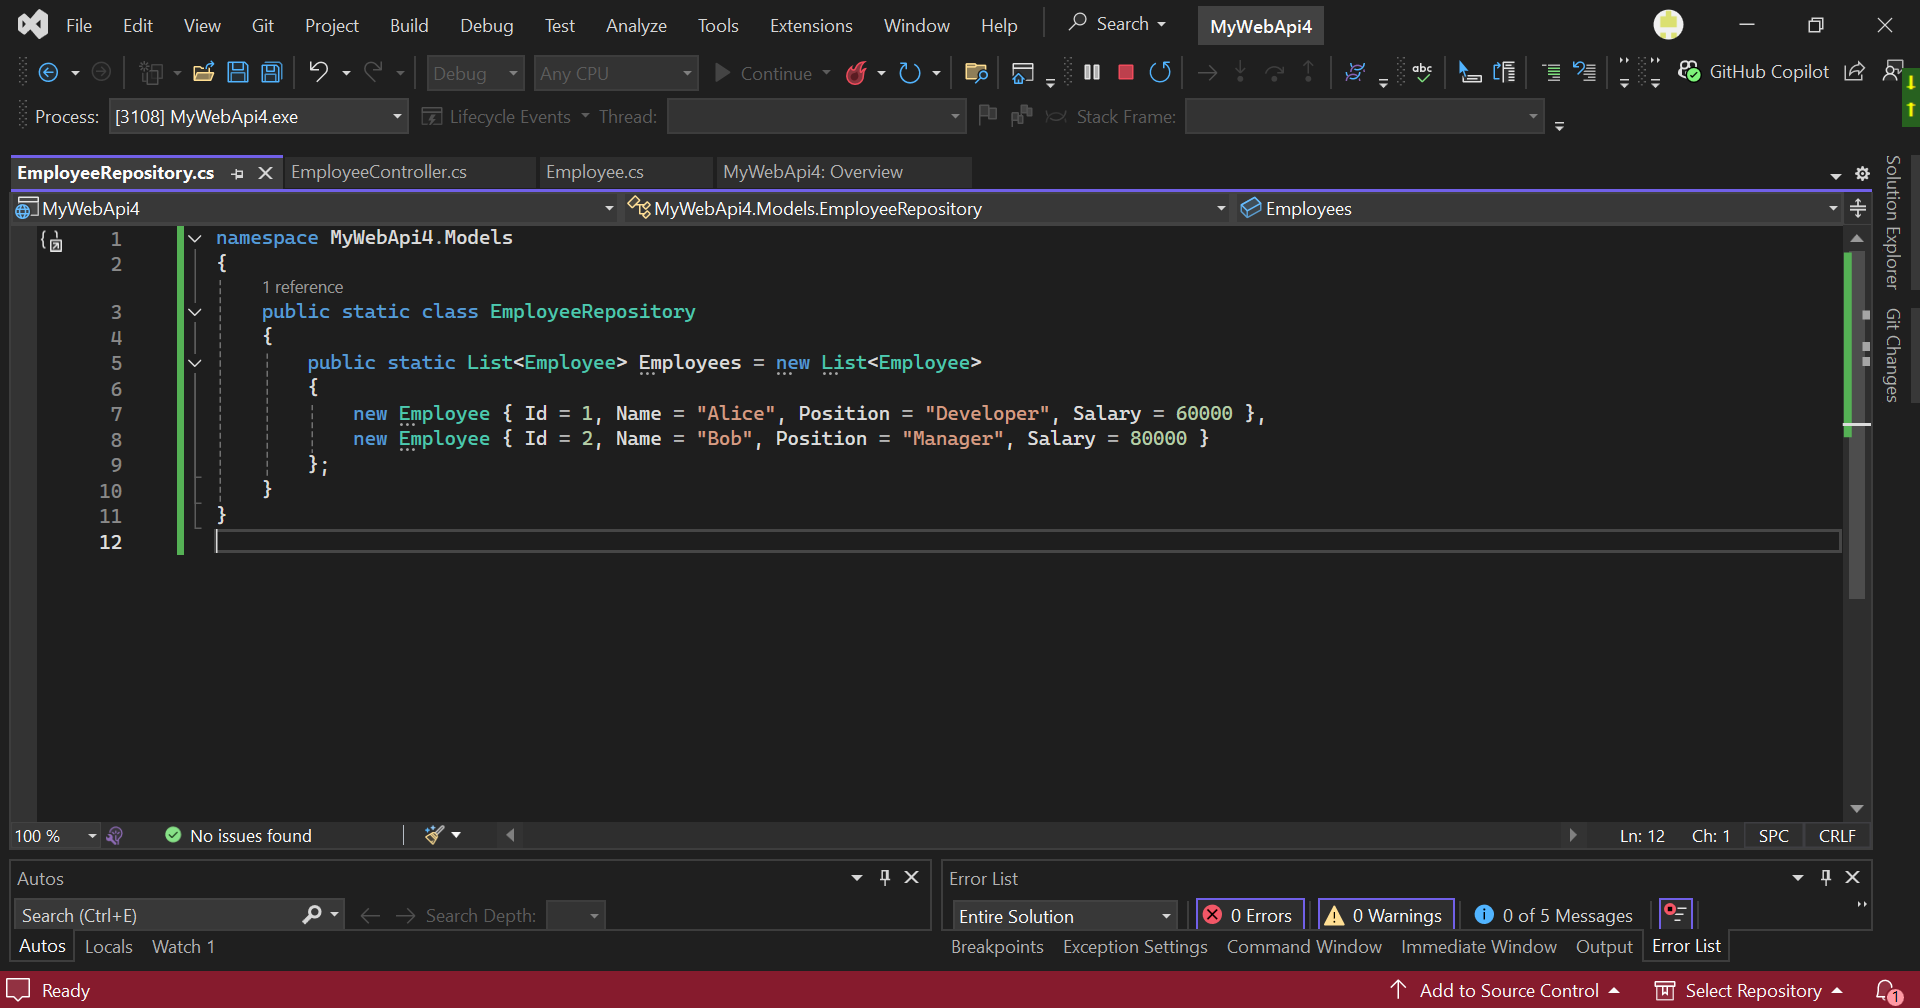 File Edit View Git Project Build Debug Test Analyze Tools Extensions Window Help Search MyWebApi4
Debug Any CPU Continue abc GitHub Copilot
Process: [3108] MyWebApi4.exe Lifecycle Events Thread: Stack Frame:
EmployeeRepository.cs EmployeeController.cs Employee.cs MyWebApi4: Overview
MyWebApi4 MyWebApi4.Models.EmployeeRepository Employees
1 namespace MyWebApi4.Models
2 {
1 reference
3 public static class EmployeeRepository
4 {
5 public static List<Employee> Employees = new List<Employee>
6 {
7 new Employee { Id = 1, Name = "Alice", Position = "Developer", Salary = 60000 },
8 new Employee { Id = 2, Name = "Bob", Position = "Manager", Salary = 80000 }
9 };
10 }
11 }
12
Solution Explorer
Git Changes
100 % No issues found Ln: 12 Ch: 1 SPC CRLF
Autos
Search (Ctrl+E) Search Depth:
Autos Locals Watch 1
Error List
Entire Solution 0 Errors 0 Warnings 0 of 5 Messages
Breakpoints Exception Settings Command Window Immediate Window Output Error List
Ready Add to Source Control Select Repository 1